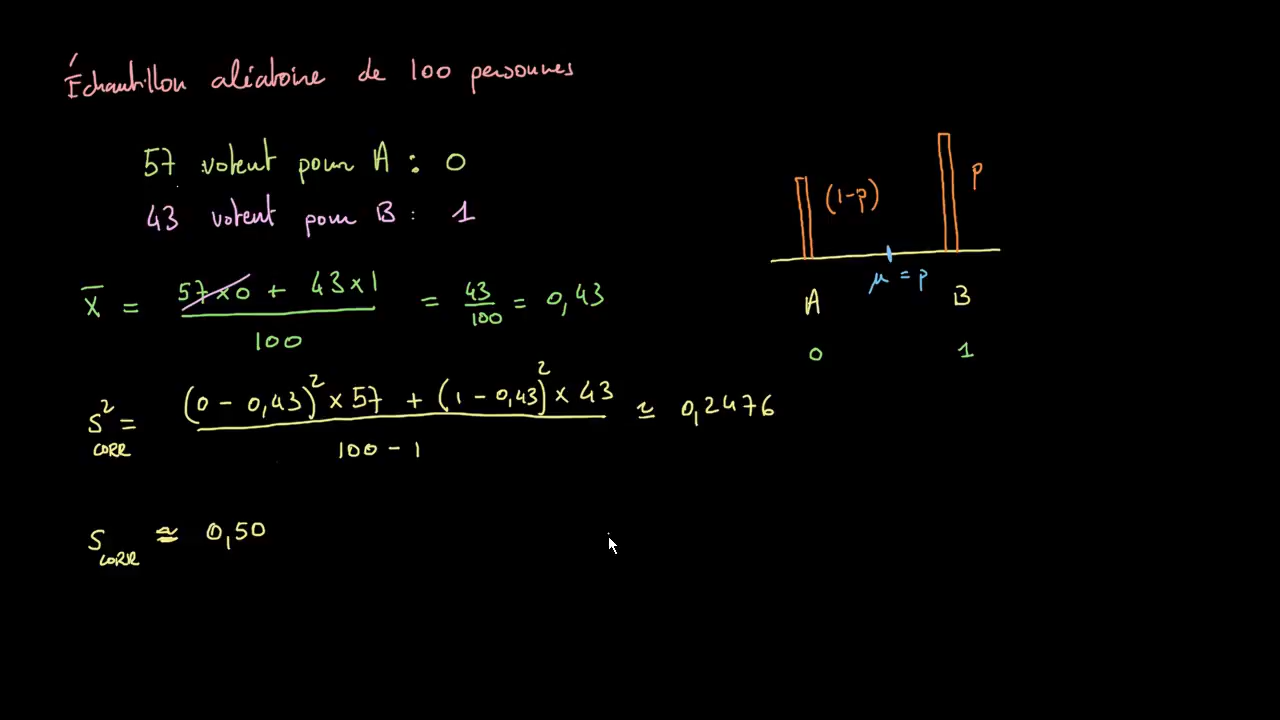 Échantillon aléatoire de 100 personnes
57 votent pour A : 0
43 votent pour B : 1
X̄ = (57×0 + 43×1) / 100 = 43/100 = 0,43
S²CORR = ((0 - 0,43)² × 57 + (1 - 0,43)² × 43) / (100 - 1) ≃ 0,2476
SCORR ≃ 0,50
(1-p) p
μ = p
A B
0 1